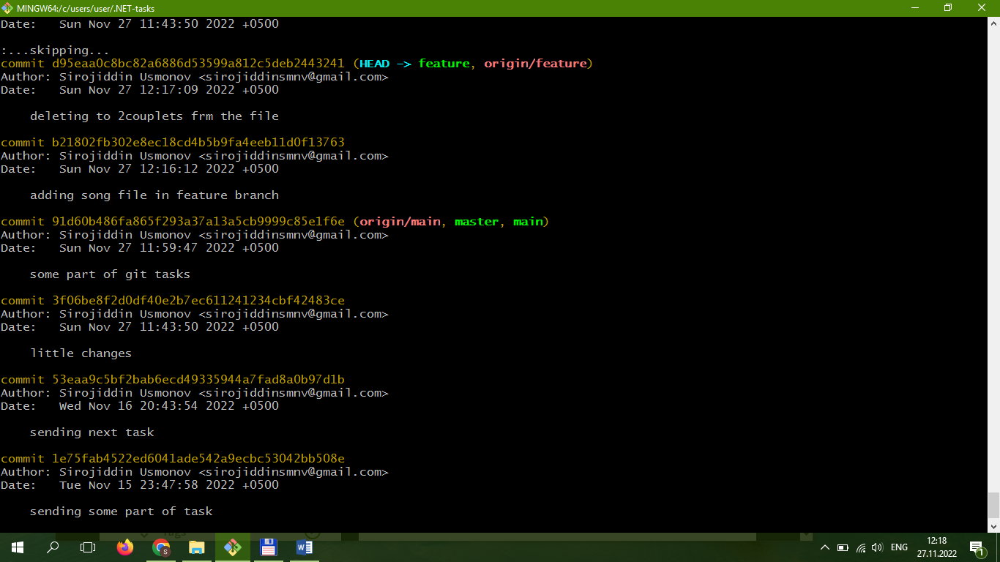 MINGW64:/c/users/user/.NET-tasks
Date:   Sun Nov 27 11:43:50 2022 +0500
:...skipping...
commit d95eaa0c8bc82a6886d53599a812c5deb2443241 (HEAD -> feature, origin/feature)
Author: Sirojiddin Usmonov <sirojiddinsmnv@gmail.com>
Date:   Sun Nov 27 12:17:09 2022 +0500
    deleting to 2couplets frm the file
commit b21802fb302e8ec18cd4b5b9fa4eeb11d0f13763
Author: Sirojiddin Usmonov <sirojiddinsmnv@gmail.com>
Date:   Sun Nov 27 12:16:12 2022 +0500
    adding song file in feature branch
commit 91d60b486fa865f293a37a13a5cb9999c85e1f6e (origin/main, master, main)
Author: Sirojiddin Usmonov <sirojiddinsmnv@gmail.com>
Date:   Sun Nov 27 11:59:47 2022 +0500
    some part of git tasks
commit 3f06be8f2d0df40e2b7ec611241234cbf42483ce
Author: Sirojiddin Usmonov <sirojiddinsmnv@gmail.com>
Date:   Sun Nov 27 11:43:50 2022 +0500
    little changes
commit 53eaa9c5bf2bab6ecd49335944a7fad8a0b97d1b
Author: Sirojiddin Usmonov <sirojiddinsmnv@gmail.com>
Date:   Wed Nov 16 20:43:54 2022 +0500
    sending next task
commit 1e75fab4522ed6041ade542a9ecbc53042bb508e
Author: Sirojiddin Usmonov <sirojiddinsmnv@gmail.com>
Date:   Tue Nov 15 23:47:58 2022 +0500
    sending some part of task
ENG
12:18
27.11.2022
1